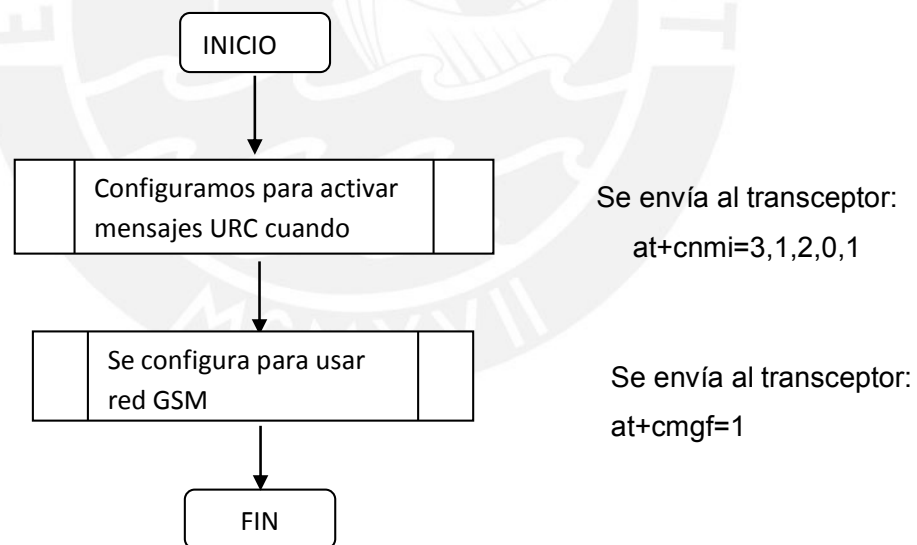 INICIO
Configuramos para activar
mensajes URC cuando
Se envía al transceptor:
at+cnmi=3,1,2,0,1
Se configura para usar
red GSM
Se envía al transceptor:
at+cmgf=1
FIN